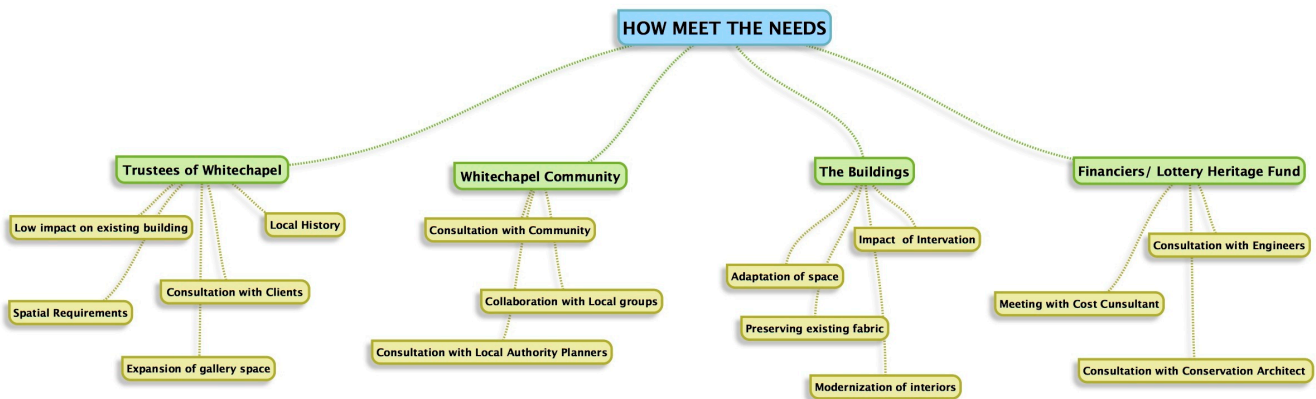 HOW MEET THE NEEDS
Trustees of Whitechapel
Low impact on existing building
Local History
Consultation with Clients
Spatial Requirements
Expansion of gallery space
Whitechapel Community
Consultation with Community
Collaboration with Local groups
Consultation with Local Authority Planners
The Buildings
Impact of Intervation
Adaptation of space
Preserving existing fabric
Modernization of interiors
Financiers/ Lottery Heritage Fund
Consultation with Engineers
Meeting with Cost Cunsultant
Consultation with Conservation Architect